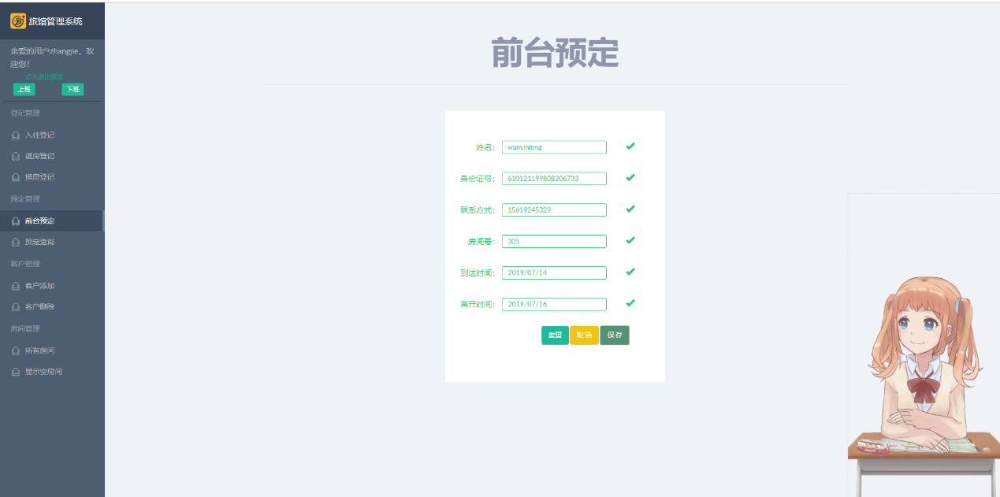 旅馆管理系统
亲爱的用户zhangjie，欢
迎您！
点击退出登录
上班 下班
登记管理
入住登记
退房登记
换房登记
预定管理
前台预定
预定查询
客户管理
客户添加
客户删除
房间管理
所有房间
显示空房间
前台预定
姓名： wanyinlong
身份证号： 610121199808206733
联系方式： 15619245329
房间号： 305
到达时间： 2019/07/14
离开时间： 2019/07/16
重置 取消 保存